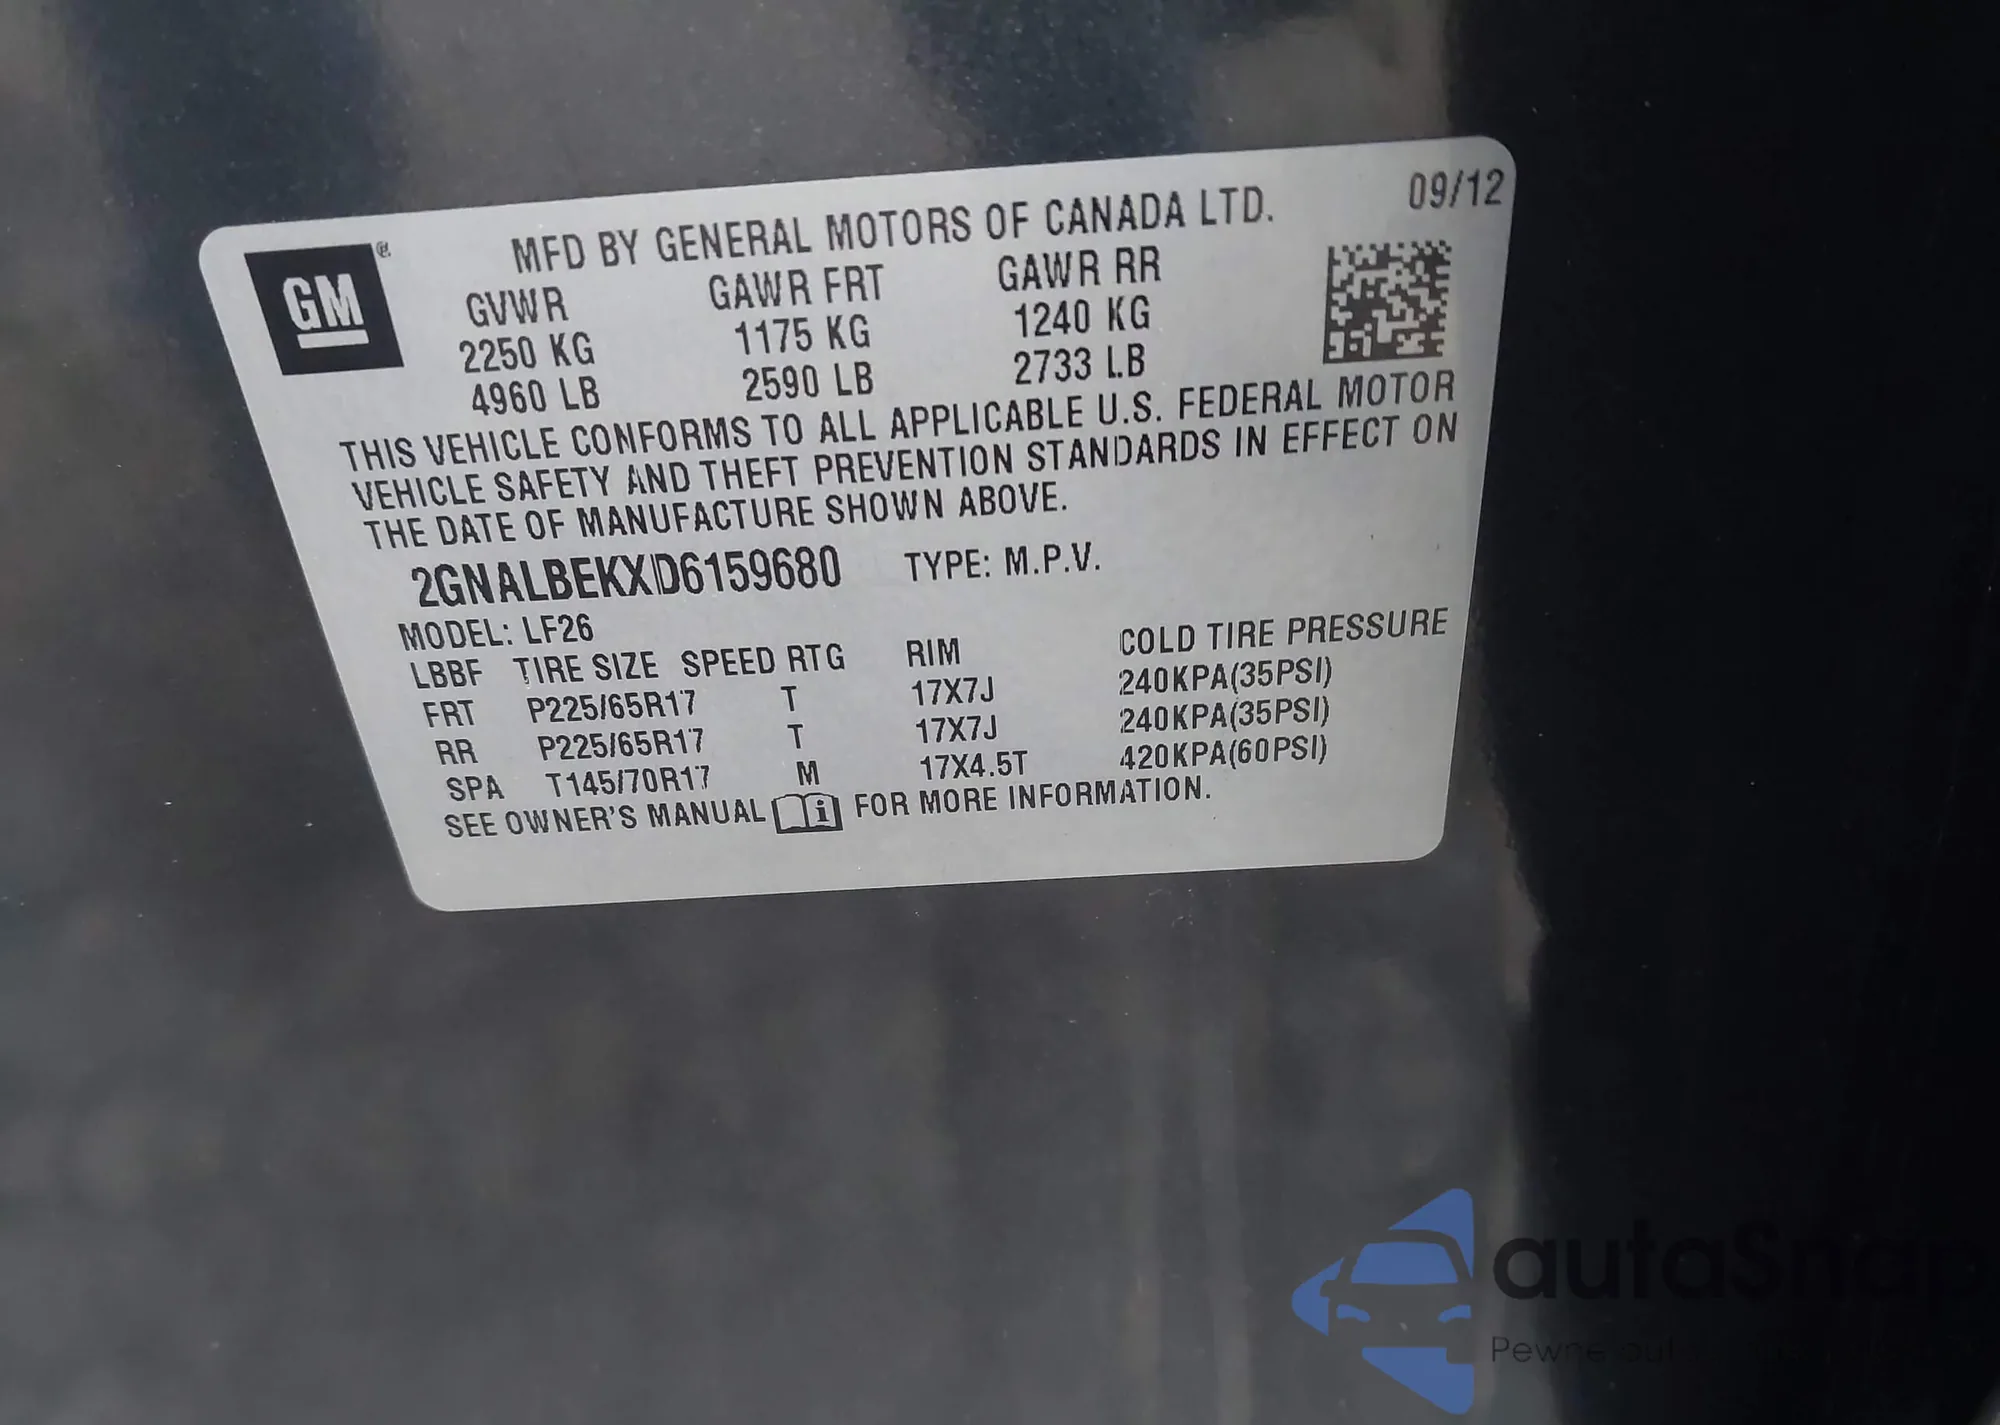 09/12
MFD BY GENERAL MOTORS OF CANADA LTD.
GM ®
GVWR GAWR FRT GAWR RR
2250 KG 1175 KG 1240 KG
4960 LB 2590 LB 2733 LB
THIS VEHICLE CONFORMS TO ALL APPLICABLE U.S. FEDERAL MOTOR
VEHICLE SAFETY AND THEFT PREVENTION STANDARDS IN EFFECT ON
THE DATE OF MANUFACTURE SHOWN ABOVE.
2GNALBEKXD6159680 TYPE: M.P.V.
MODEL: LF26
LBBF TIRE SIZE SPEED RTG RIM COLD TIRE PRESSURE
FRT P225/65R17 T 17X7J 240KPA(35PSI)
RR P225/65R17 T 17X7J 240KPA(35PSI)
SPA T145/70R17 M 17X4.5T 420KPA(60PSI)
SEE OWNER'S MANUAL i FOR MORE INFORMATION.
autaSnap
Pewne